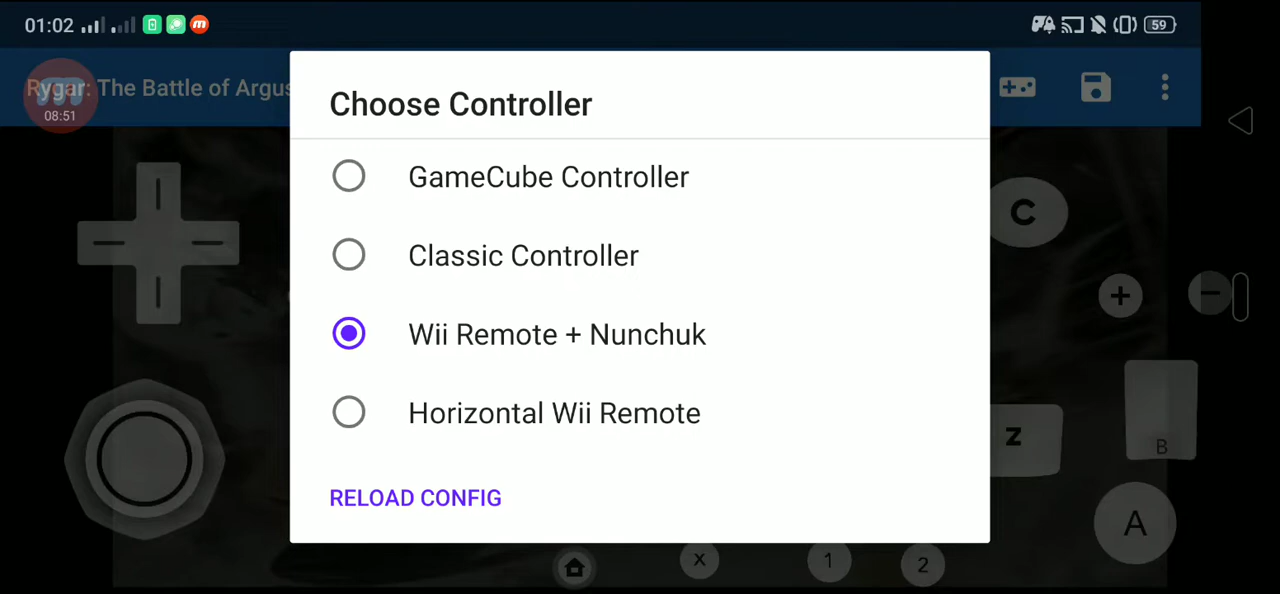 01:02
59
Rygar: The Battle of Argus
08:51
Choose Controller
GameCube Controller
Classic Controller
Wii Remote + Nunchuk
Horizontal Wii Remote
RELOAD CONFIG
C
+
−
Z
B
A
X
1
2